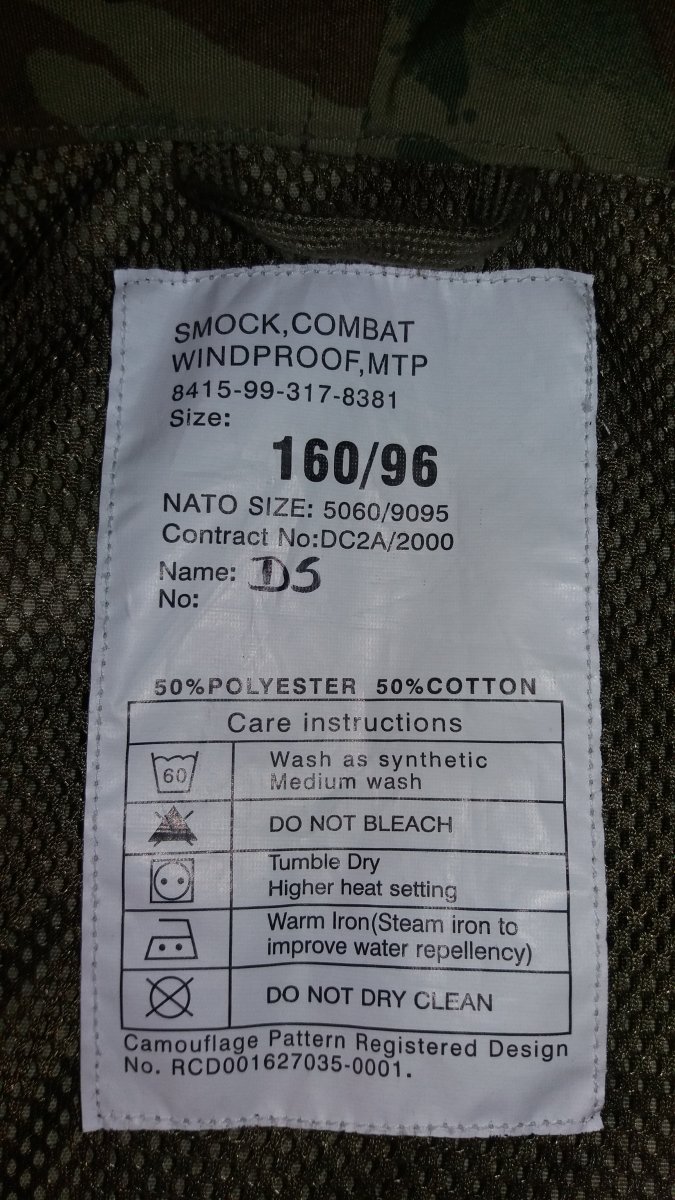 SMOCK,COMBAT
WINDPROOF,MTP
8415-99-317-8381
Size:
160/96
NATO SIZE: 5060/9095
Contract No:DC2A/2000
Name: DS
No:
50%POLYESTER 50%COTTON
Care instructions
60
Wash as synthetic
Medium wash
DO NOT BLEACH
Tumble Dry
Higher heat setting
Warm Iron(Steam iron to
improve water repellency)
DO NOT DRY CLEAN
Camouflage Pattern Registered Design
No. RCD001627035-0001.